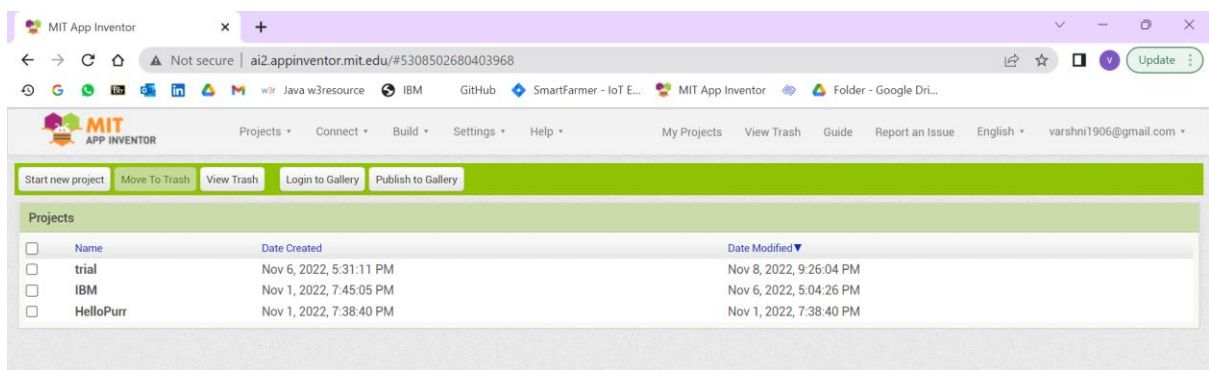 MIT App Inventor
Not secure | ai2.appinventor.mit.edu/#5308502680403968
V Update
G Eb in M w3r Java w3resource IBM GitHub SmartFarmer - IoT E... MIT App Inventor Folder - Google Dri...
MIT APP INVENTOR Projects Connect Build Settings Help My Projects View Trash Guide Report an Issue English varshni1906@gmail.com
Start new project Move To Trash View Trash Login to Gallery Publish to Gallery
Projects
Name Date Created Date Modified
trial Nov 6, 2022, 5:31:11 PM Nov 8, 2022, 9:26:04 PM
IBM Nov 1, 2022, 7:45:05 PM Nov 6, 2022, 5:04:26 PM
HelloPurr Nov 1, 2022, 7:38:40 PM Nov 1, 2022, 7:38:40 PM